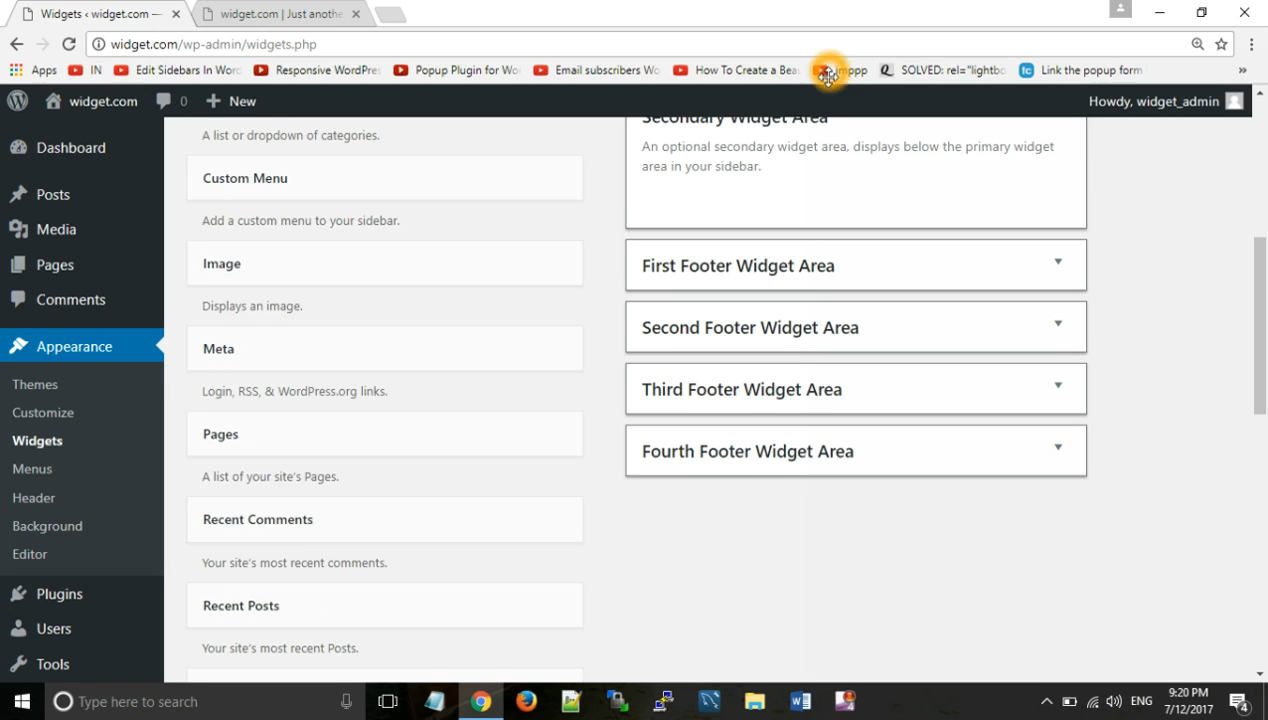 Widgets ‹ widget.com —
widget.com | Just anothe
widget.com/wp-admin/widgets.php
Apps
IN
Edit Sidebars In Word
Responsive WordPres
Popup Plugin for Wo
Email subscribers Wo
How To Create a Beau
imppp
SOLVED: rel="lightbo
Link the popup form
»
widget.com
0
New
Howdy, widget_admin
Dashboard
Posts
Media
Pages
Comments
Appearance
Themes
Customize
Widgets
Menus
Header
Background
Editor
Plugins
Users
Tools
A list or dropdown of categories.
Custom Menu
Add a custom menu to your sidebar.
Image
Displays an image.
Meta
Login, RSS, & WordPress.org links.
Pages
A list of your site's Pages.
Recent Comments
Your site's most recent comments.
Recent Posts
Your site's most recent Posts.
Secondary Widget Area
An optional secondary widget area, displays below the primary widget
area in your sidebar.
First Footer Widget Area
Second Footer Widget Area
Third Footer Widget Area
Fourth Footer Widget Area
Type here to search
ENG
9:20 PM
7/12/2017
4